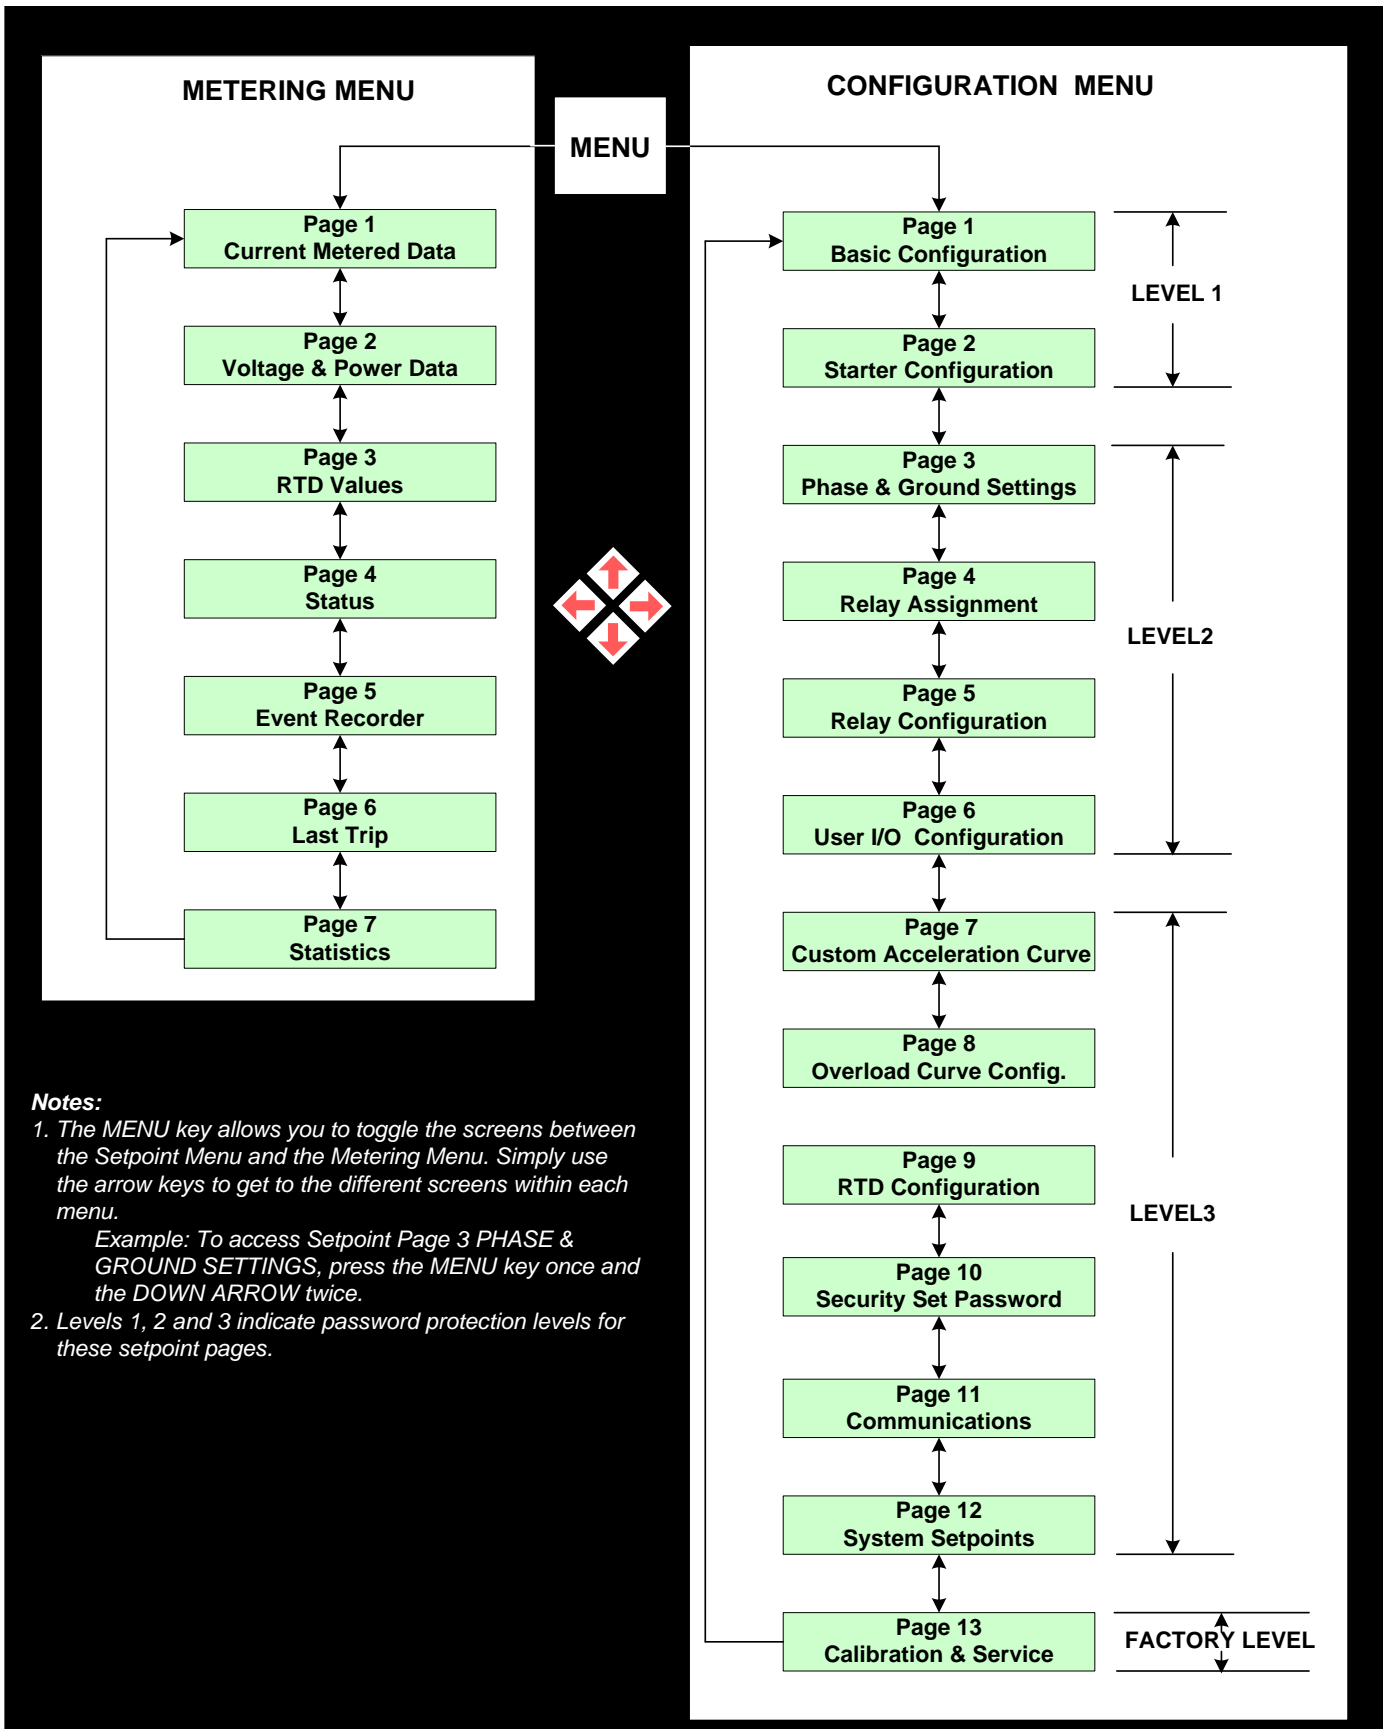 METERING MENU
MENU
CONFIGURATION MENU
Page 1
Current Metered Data
Page 2
Voltage & Power Data
Page 3
RTD Values
Page 4
Status
Page 5
Event Recorder
Page 6
Last Trip
Page 7
Statistics
Page 1
Basic Configuration
LEVEL 1
Page 2
Starter Configuration
Page 3
Phase & Ground Settings
Page 4
Relay Assignment
LEVEL2
Page 5
Relay Configuration
Page 6
User I/O Configuration
Page 7
Custom Acceleration Curve
Page 8
Overload Curve Config.
Page 9
RTD Configuration
LEVEL3
Page 10
Security Set Password
Page 11
Communications
Page 12
System Setpoints
Page 13
Calibration & Service
FACTORY LEVEL
Notes:
1. The MENU key allows you to toggle the screens between
the Setpoint Menu and the Metering Menu. Simply use
the arrow keys to get to the different screens within each
menu.
Example: To access Setpoint Page 3 PHASE &
GROUND SETTINGS, press the MENU key once and
the DOWN ARROW twice.
2. Levels 1, 2 and 3 indicate password protection levels for
these setpoint pages.